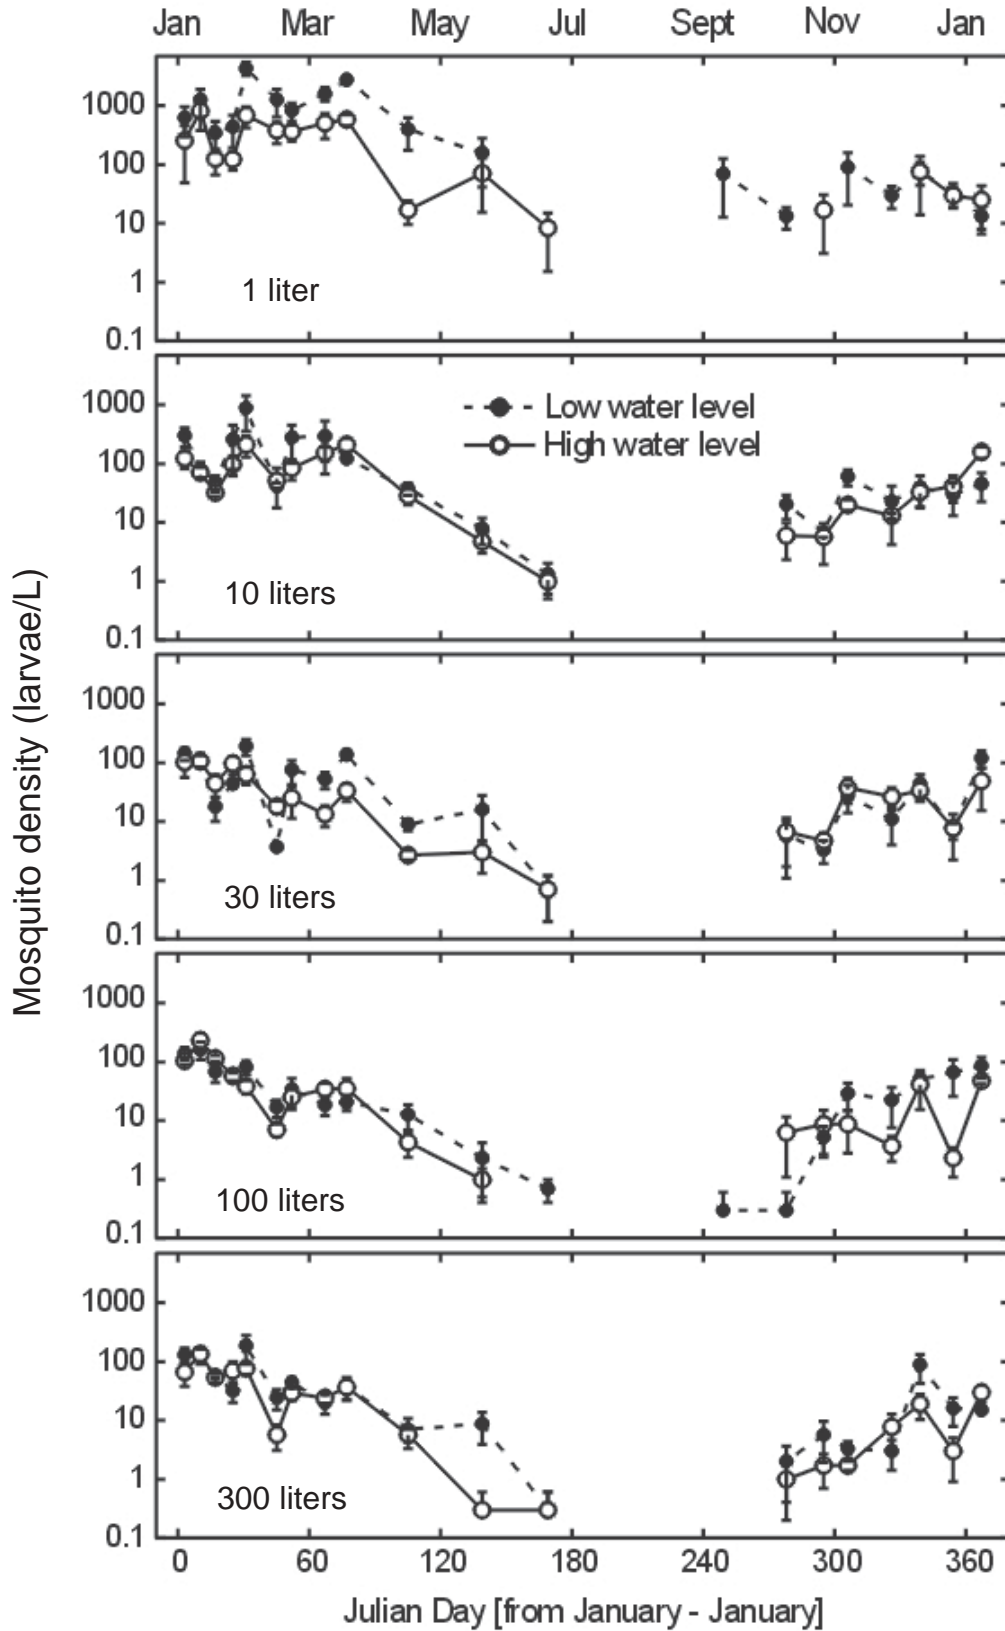 Jan Mar May Jul Sept Nov Jan
1000
100
10
1
0.1
1 liter
1000
100
10
1
0.1
Low water level
High water level
10 liters
1000
100
10
1
0.1
30 liters
1000
100
10
1
0.1
100 liters
1000
100
10
1
0.1
300 liters
0 60 120 180 240 300 360
Julian Day [from January - January]
Mosquito density (larvae/L)